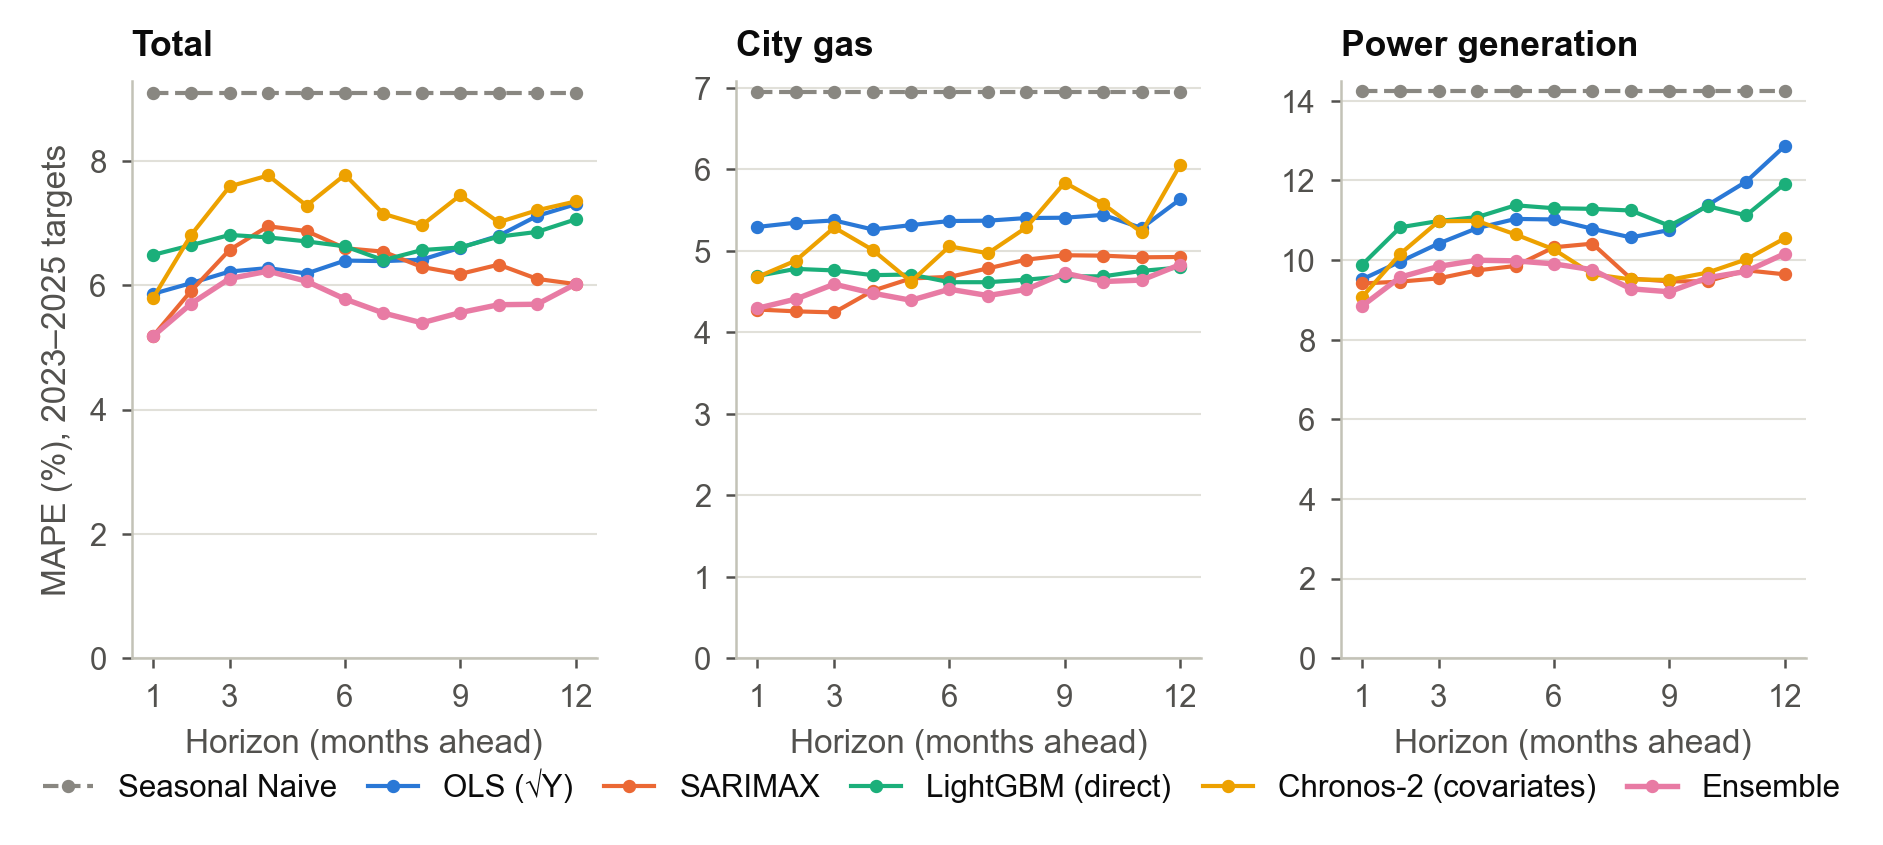 Total
City gas
Power generation
MAPE (%), 2023–2025 targets
8
6
4
2
0
1 3 6 9 12
Horizon (months ahead)
7
6
5
4
3
2
1
0
1 3 6 9 12
Horizon (months ahead)
14
12
10
8
6
4
2
0
1 3 6 9 12
Horizon (months ahead)
Seasonal Naive OLS (√Y) SARIMAX LightGBM (direct) Chronos-2 (covariates) Ensemble